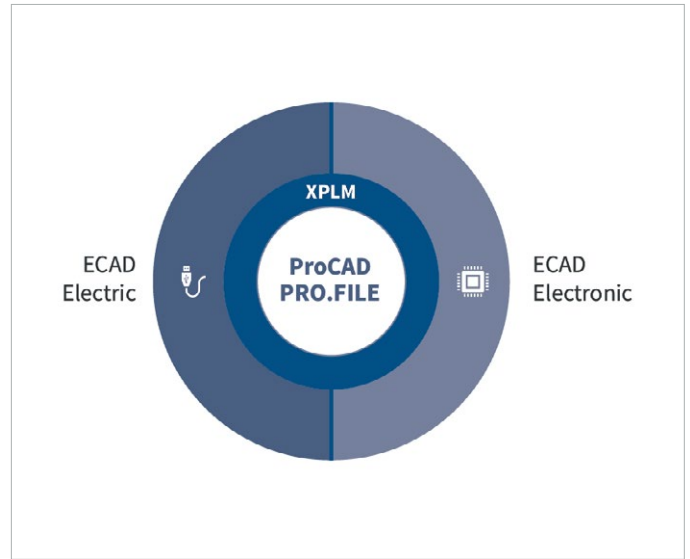 XPLM
ProCAD
PRO.FILE
ECAD
Electric
ECAD
Electronic